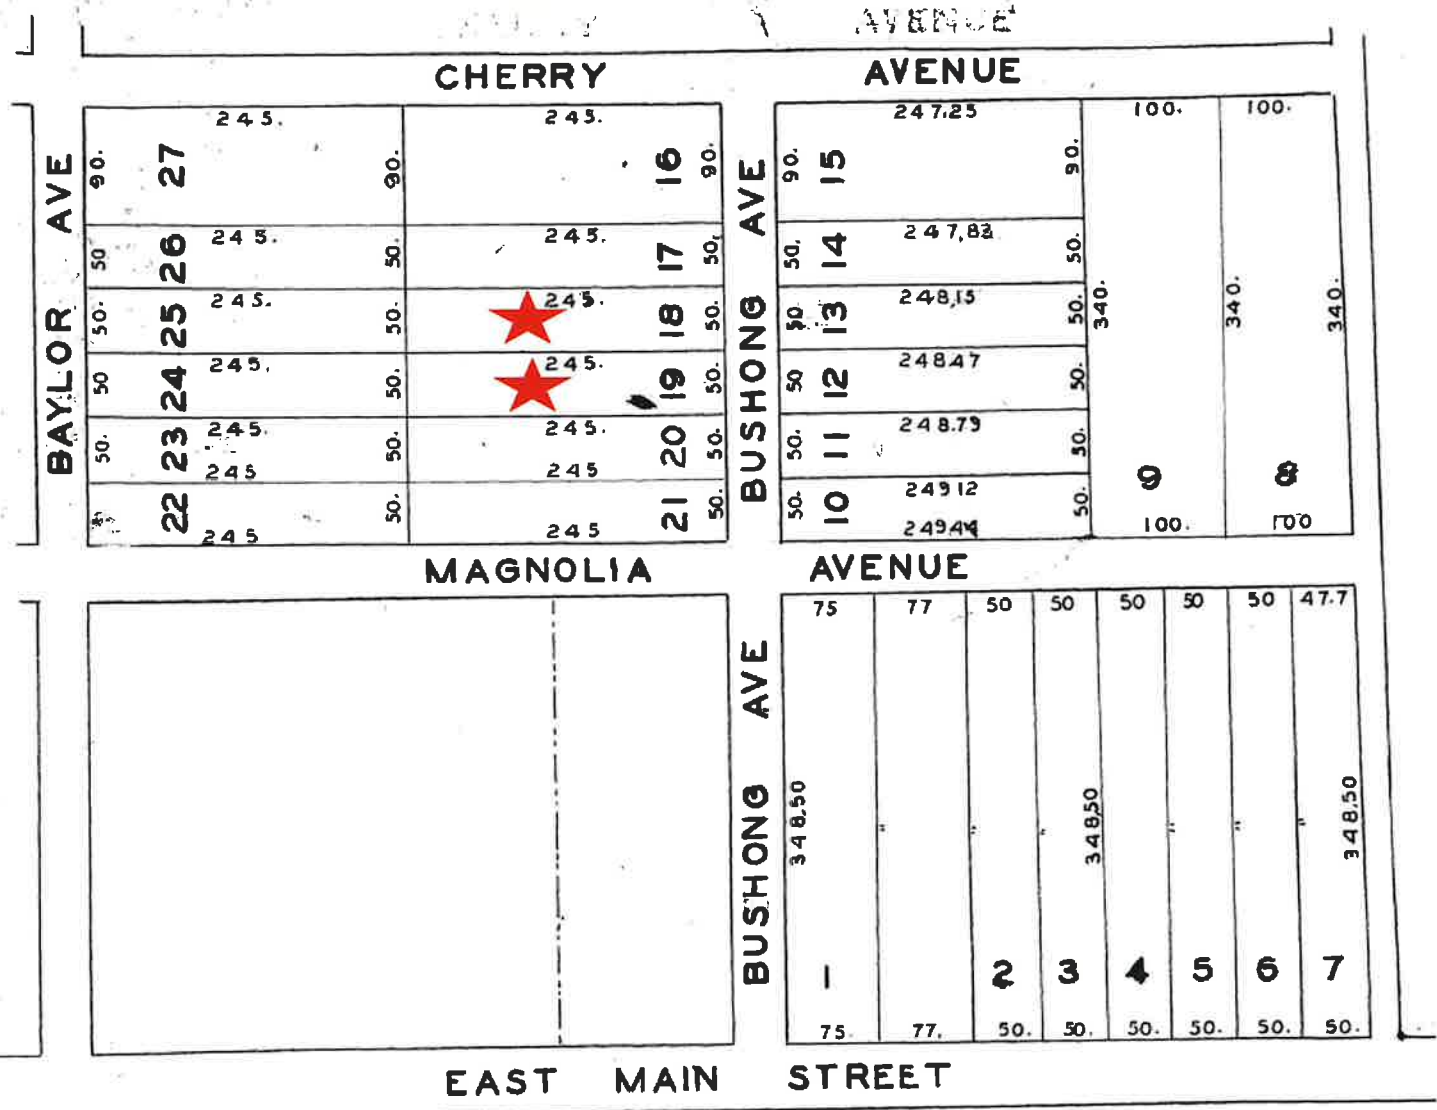 AVENUE
CHERRY AVENUE
245. 245. 247.25 100. 100.
90. 27 90. 16 90. 90. 15 90.
BAYLOR AVE
BUSHONG AVE
245. 245. 247,83
50 26 50. 17 50. 50. 14 50.
245. 245. 248,15
50. 25 50. 18 50. 50. 13 50. 340. 340. 340.
245. 245. 24847
50 24 50. 19 50. 50 12 50.
245. 245. 248.79
50. 23 50. 20 50. 50. 11 50.
245 245 24912 9 8
22 50. 21 50. 50. 10 50.
245 245 24944 100. 100
MAGNOLIA AVENUE
75 77 50 50 50 50 50 47.7
BUSHONG AVE
348.50 " " " 34850 " " " 348.50
1 2 3 4 5 6 7
75. 77. 50. 50. 50. 50. 50. 50.
EAST MAIN STREET